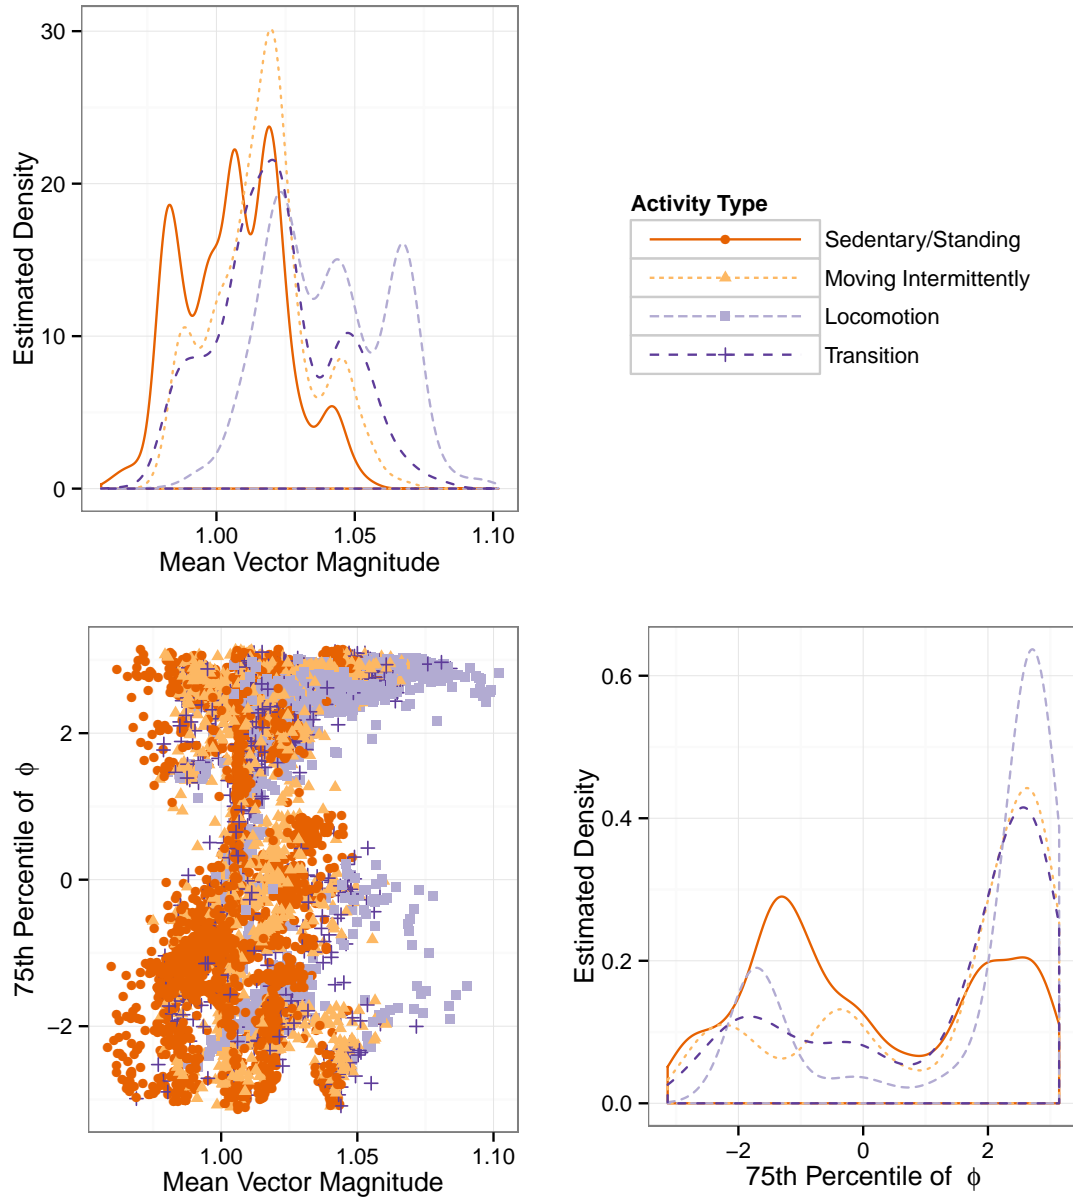 30
20
10
0
Estimated Density
1.00 1.05 1.10
Mean Vector Magnitude
Activity Type
Sedentary/Standing
Moving Intermittently
Locomotion
Transition
2
0
−2
75th Percentile of ϕ
1.00 1.05 1.10
Mean Vector Magnitude
0.6
0.4
0.2
0.0
Estimated Density
−2 0 2
75th Percentile of ϕ